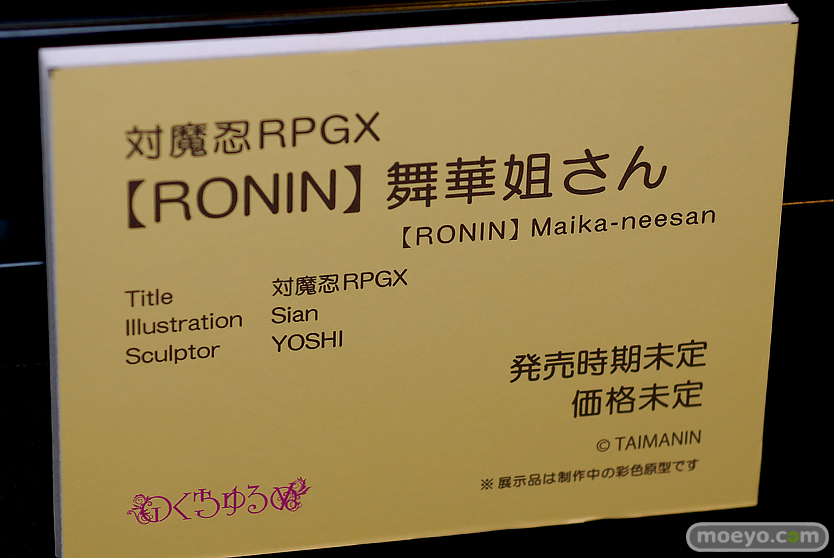 対魔忍RPGX
【RONIN】舞華姐さん
【RONIN】Maika-neesan
Title 対魔忍RPGX
Illustration Sian
Sculptor YOSHI
発売時期未定
価格未定
© TAIMANIN
※ 展示品は制作中の彩色原型です
moeyo.com